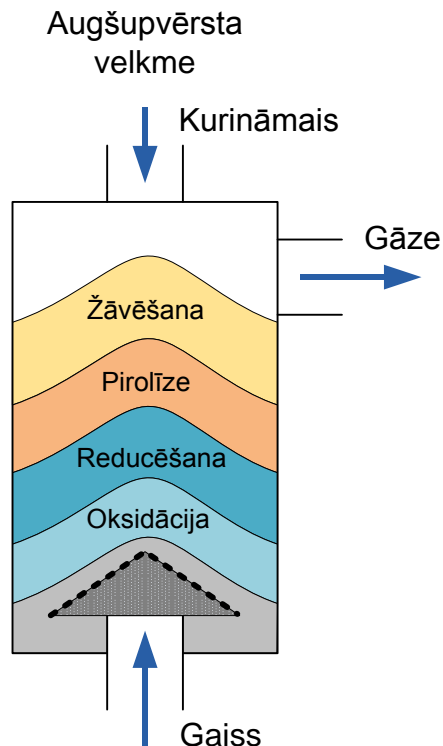 Augšupvērsta
velkme
Kurināmais
Gāze
Žāvēšana
Pirolīze
Reducēšana
Oksidācija
Gaiss